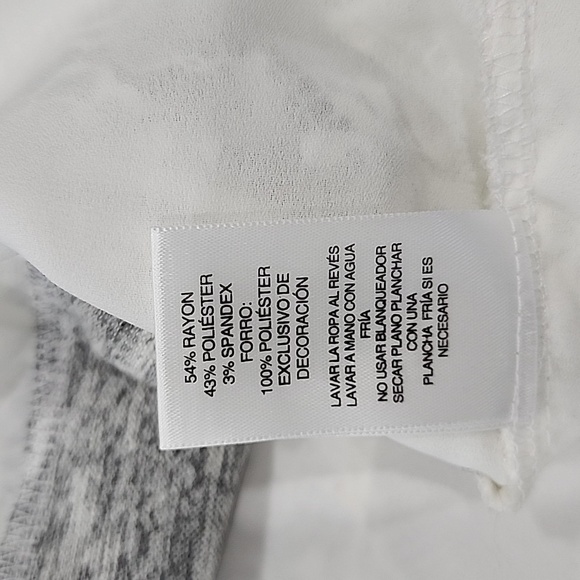 54% RAYON
43% POLIÉSTER
3% SPANDEX
FORRO:
100% POLIÉSTER
EXCLUSIVO DE
DECORACIÓN
LAVAR LA ROPA AL REVÉS
LAVAR A MANO CON AGUA
FRÍA
NO USAR BLANQUEADOR
SECAR PLANO PLANCHAR
CON UNA
PLANCHA FRÍA SI ES
NECESARIO